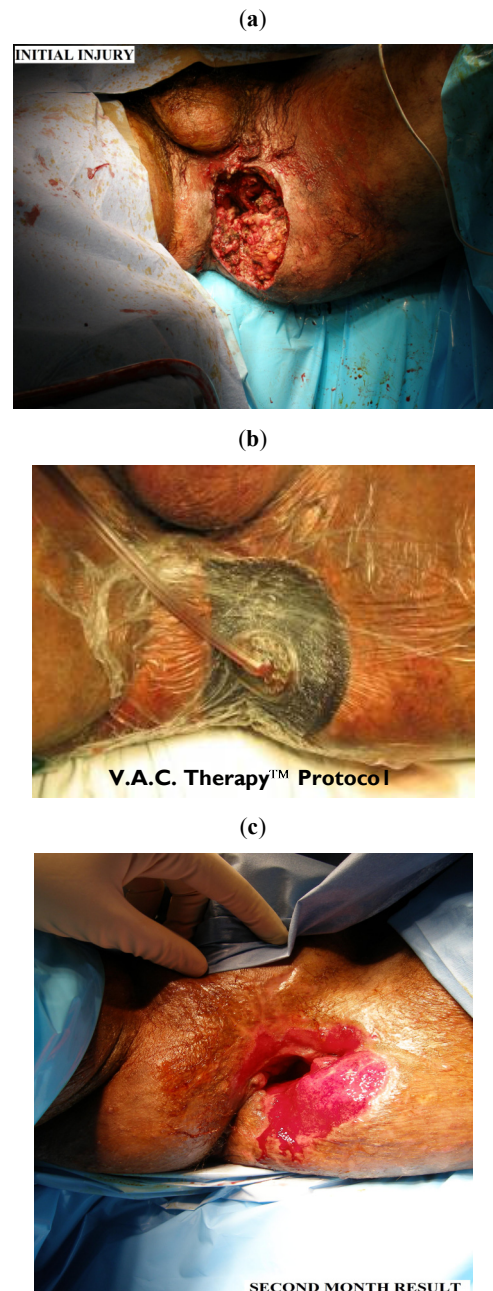 (a)
INITIAL INJURY
(b)
V.A.C. Therapy™ Protocol
(c)
SECOND MONTH RESULT